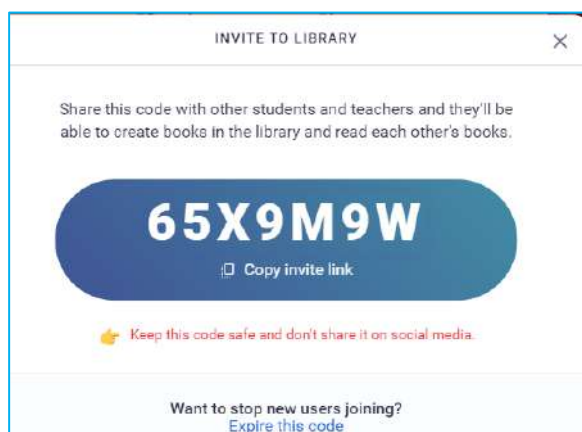 INVITE TO LIBRARY
Share this code with other students and teachers and they'll be
able to create books in the library and read each other's books.
65X9M9W
Copy invite link
Keep this code safe and don't share it on social media.
Want to stop new users joining?
Expire this code